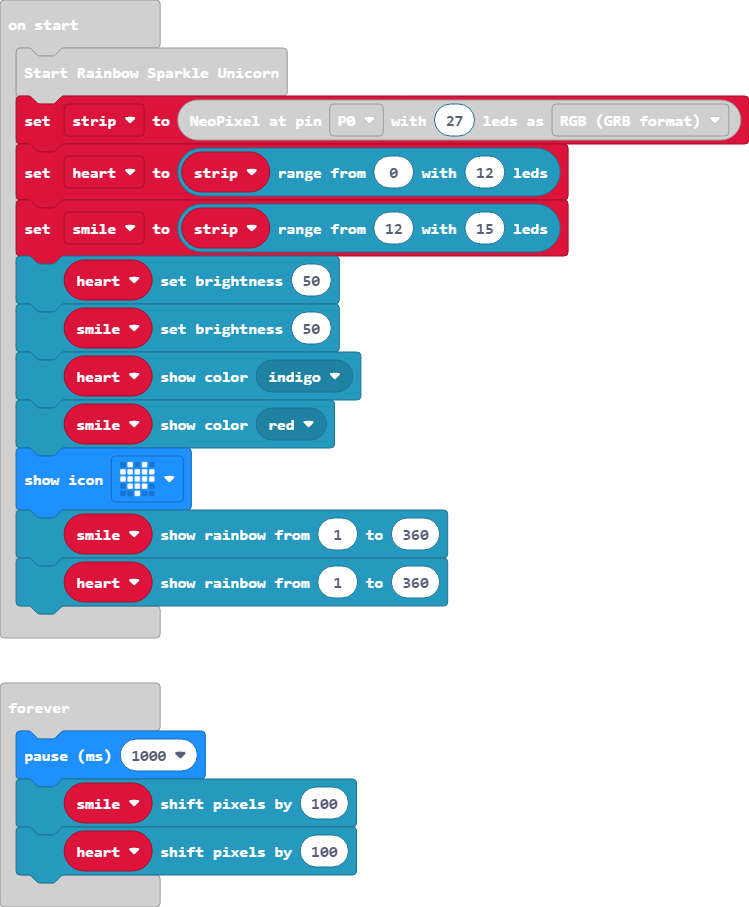 on start
Start Rainbow Sparkle Unicorn
set strip to NeoPixel at pin P0 with 27 leds as RGB (GRB format)
set heart to strip range from 0 with 12 leds
set smile to strip range from 12 with 15 leds
heart set brightness 50
smile set brightness 50
heart show color indigo
smile show color red
show icon
smile show rainbow from 1 to 360
heart show rainbow from 1 to 360
forever
pause (ms) 1000
smile shift pixels by 100
heart shift pixels by 100